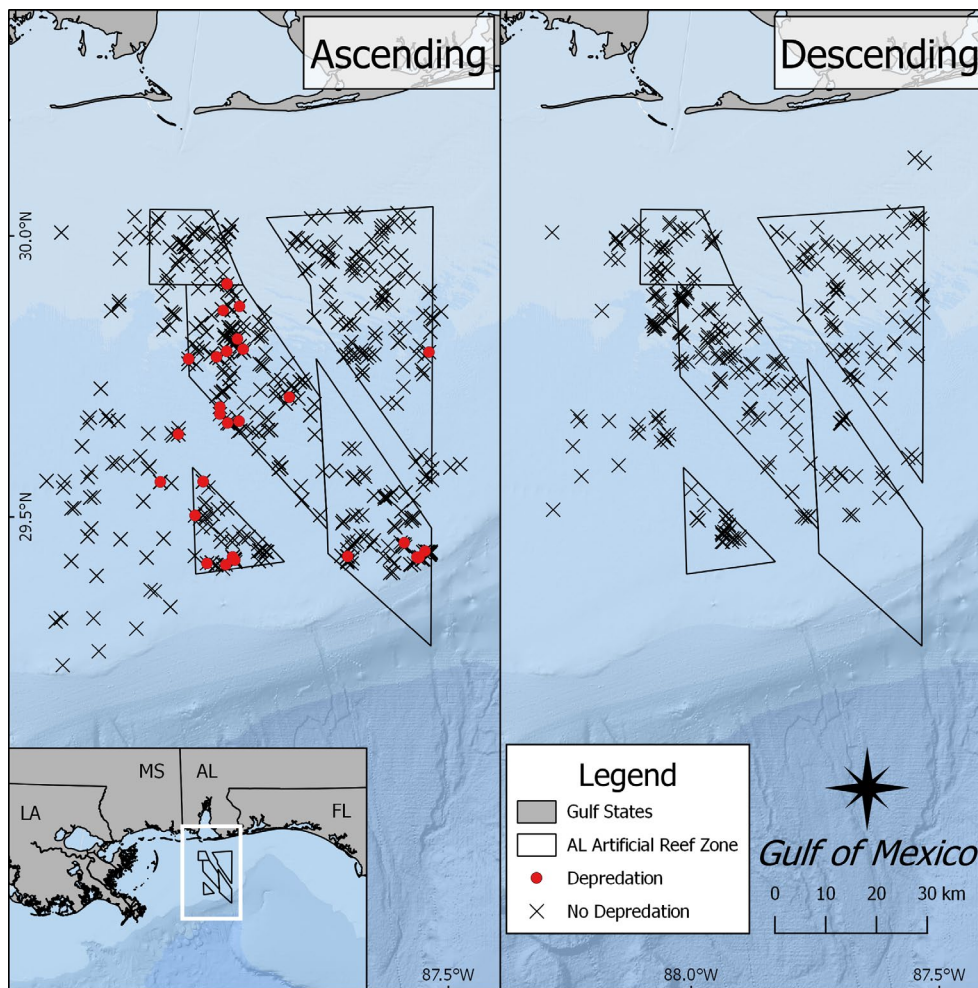 Ascending
Descending
30.0°N
29.5°N
MS
AL
LA
FL
87.5°W
Legend
Gulf States
AL Artificial Reef Zone
Depredation
No Depredation
Gulf of Mexico
0 10 20 30 km
88.0°W
87.5°W